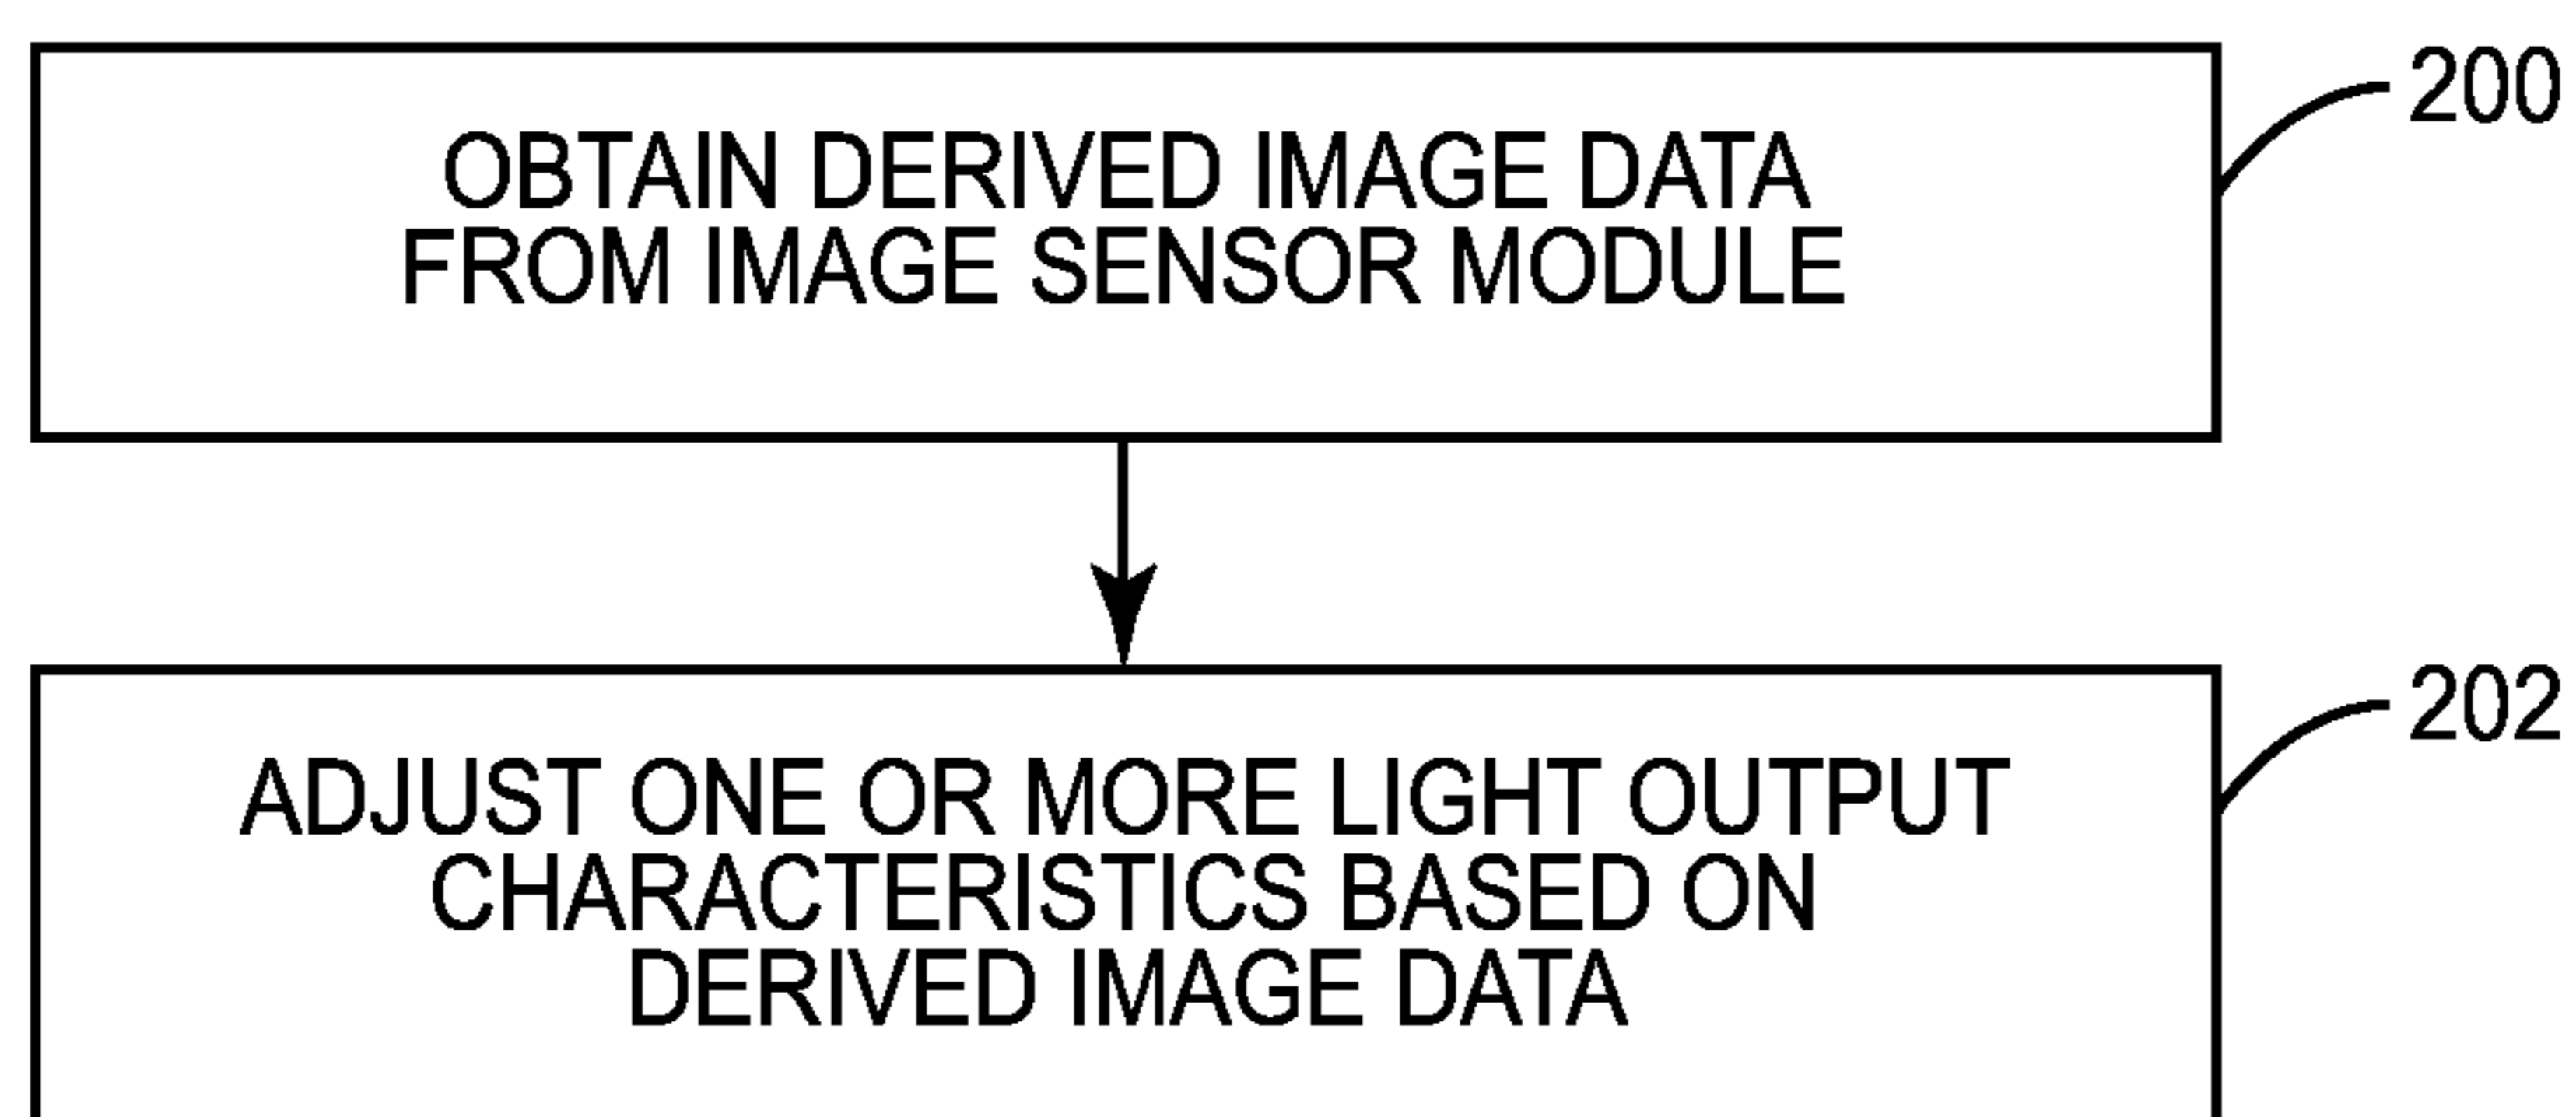 OBTAIN DERIVED IMAGE DATA
FROM IMAGE SENSOR MODULE
200
ADJUST ONE OR MORE LIGHT OUTPUT
CHARACTERISTICS BASED ON
DERIVED IMAGE DATA
202